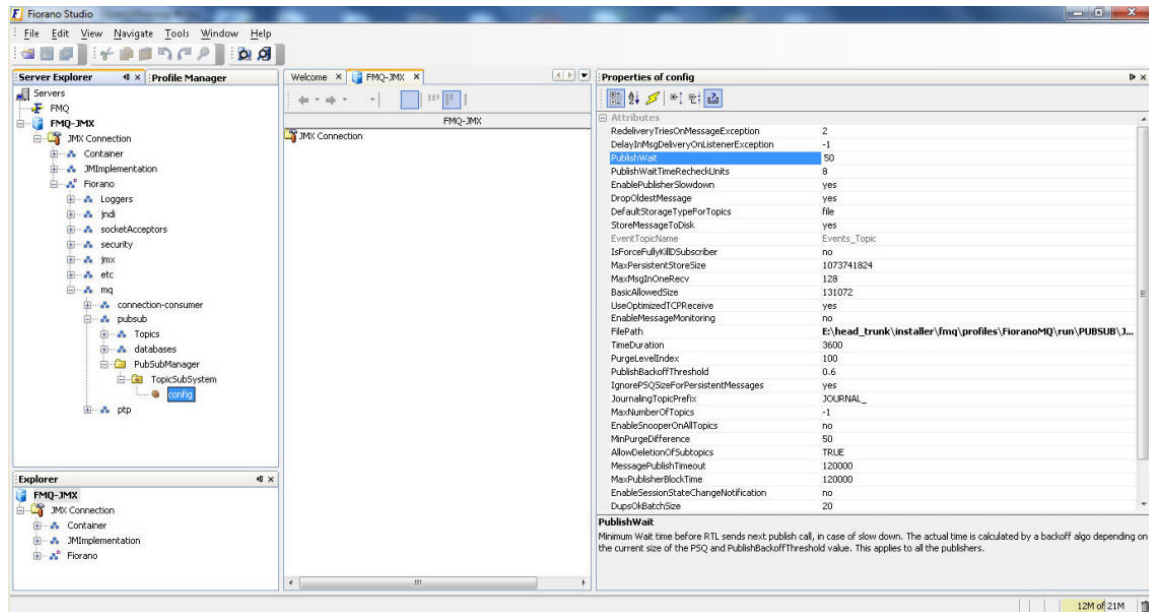 Fiorano Studio
File Edit View Navigate Tools Window Help
Server Explorer
Profile Manager
Servers
FMQ
FMQ-JMX
JMX Connection
Container
JMImplementation
Fiorano
Loggers
jndi
socketAcceptors
security
jmx
etc
mq
connection-consumer
pubsub
Topics
databases
PubSubManager
TopicSubSystem
config
ptp
Explorer
FMQ-JMX
JMX Connection
Container
JMImplementation
Fiorano
Welcome
FMQ-JMX
FMQ-JMX
JMX Connection
Properties of config
Attributes
RedeliveryTriesOnMessageException 2
DelayInMsgDeliveryOnListenerException -1
PublishWait 50
PublishWaitTimeRecheckUnits 8
EnablePublisherSlowdown yes
DropOldestMessage yes
DefaultStorageTypeForTopics file
StoreMessageToDisk yes
EventTopicName Events_Topic
IsForceFullyKillDSubscriber no
MaxPersistentStoreSize 1073741824
MaxMsgInOneRecv 128
BasicAllowedSize 131072
UseOptimizedTCPReceive yes
EnableMessageMonitoring no
FilePath E:\head_trunk\installer\fmq\profiles\FioranoMQ\run\PUBSUB\J...
TimeDuration 3600
PurgeLevelIndex 100
PublishBackoffThreshold 0.6
IgnorePSQSizeForPersistentMessages yes
JournalingTopicPrefix JOURNAL_
MaxNumberOfTopics -1
EnableSnooperOnAllTopics no
MinPurgeDifference 50
AllowDeletionOfSubtopics TRUE
MessagePublishTimeout 120000
MaxPublisherBlockTime 120000
EnableSessionStateChangeNotification no
DupsOkBatchSize 20
PublishWait
Minimum Wait time before RTL sends next publish call, in case of slow down. The actual time is calculated by a backoff algo depending on
the current size of the PSQ and PublishBackoffThreshold value. This applies to all the publishers.
12M of 21M